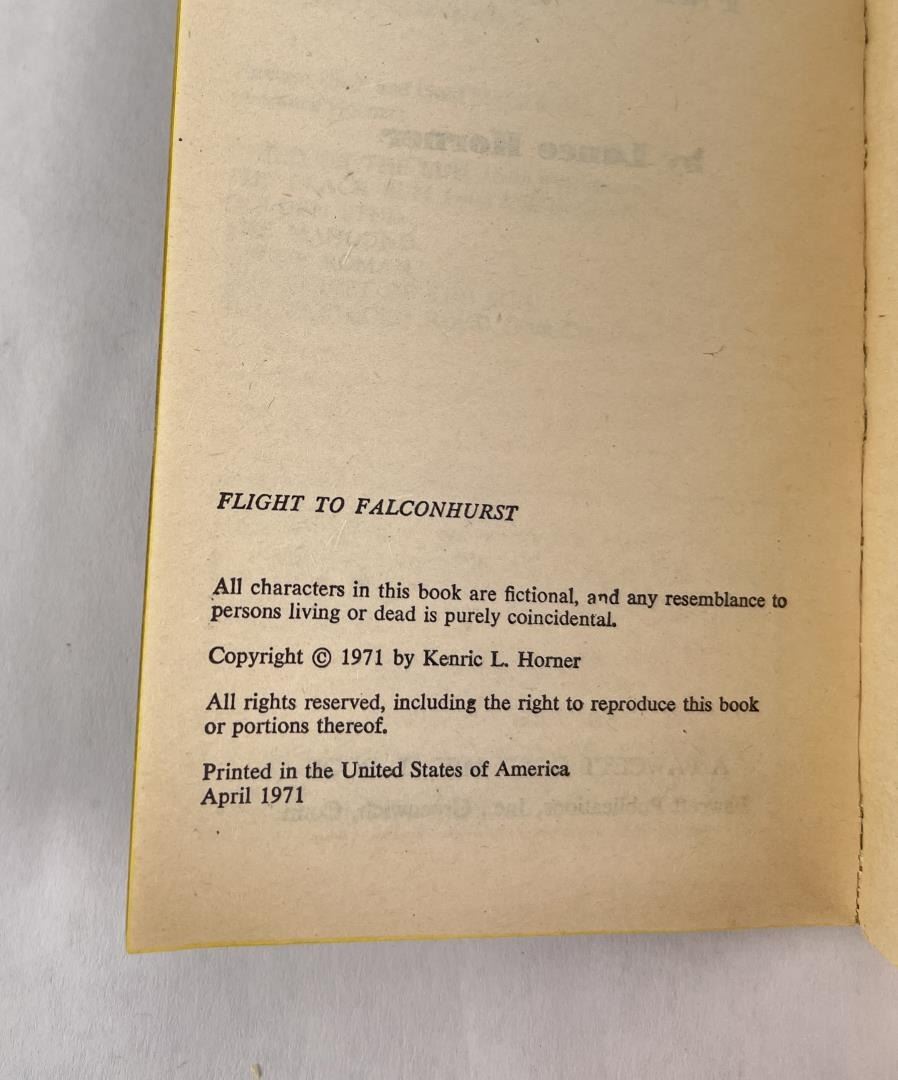 FLIGHT TO FALCONHURST
All characters in this book are fictional, and any resemblance to
persons living or dead is purely coincidental.
Copyright © 1971 by Kenric L. Horner
All rights reserved, including the right to reproduce this book
or portions thereof.
Printed in the United States of America
April 1971